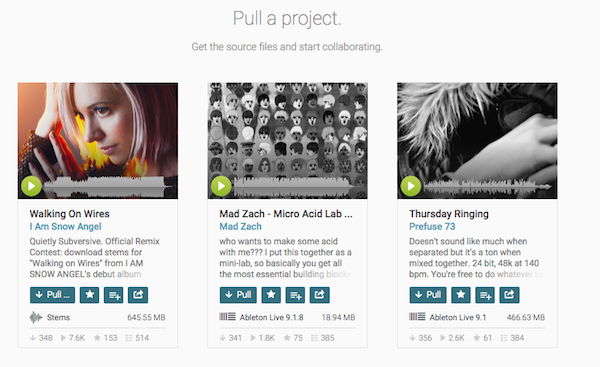 Pull a project.
Get the source files and start collaborating.
Walking On Wires
I Am Snow Angel
Quietly Subversive. Official Remix
Contest: download stems for
"Walking on Wires" from I AM
SNOW ANGEL's debut album
Pull ...
Stems 645.55 MB
348 7.6K 153 514
Mad Zach - Micro Acid Lab ...
Mad Zach
who wants to make some acid
with me??? I put this together as a
mini-lab, so basically you get all
the most essential building blocks
Pull
Ableton Live 9.1.8 18.94 MB
341 1.8K 75 385
Thursday Ringing
Prefuse 73
Doesn't sound like much when
separated but it's a ton when
mixed together. 24 bit, 48k at 140
bpm. You're free to do whatever
Pull
Ableton Live 9.1 466.63 MB
356 2.6K 61 384